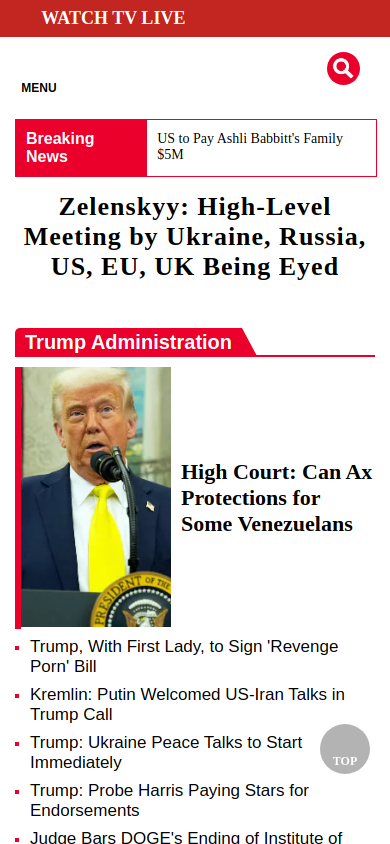 WATCH TV LIVE
MENU
Breaking
News
US to Pay Ashli Babbitt's Family
$5M
Zelenskyy: High-Level
Meeting by Ukraine, Russia,
US, EU, UK Being Eyed
Trump Administration
PRESIDENT OF
High Court: Can Ax
Protections for
Some Venezuelans
Trump, With First Lady, to Sign 'Revenge
Porn' Bill
Kremlin: Putin Welcomed US-Iran Talks in
Trump Call
Trump: Ukraine Peace Talks to Start
Immediately
TOP
Trump: Probe Harris Paying Stars for
Endorsements
Judge Bars DOGE's Ending of Institute of